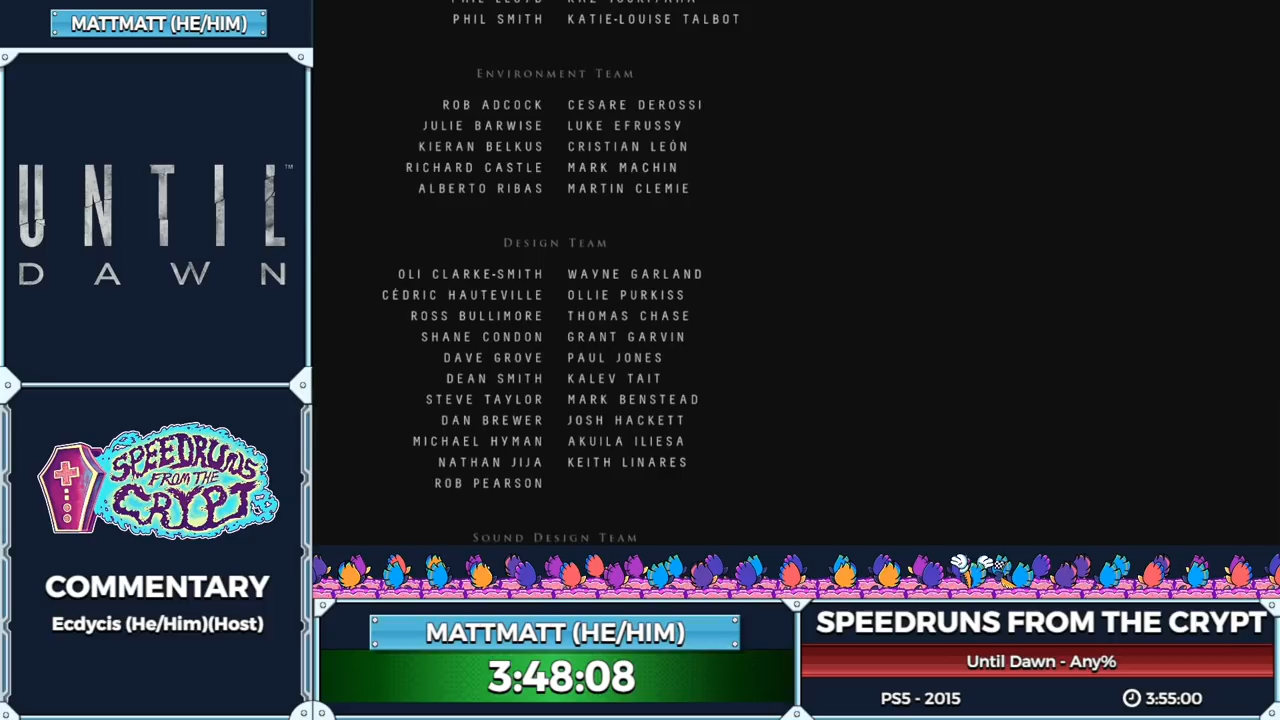 MATTMATT (HE/HIM)
UNTIL™
DAWN
SPEEDRUNS
FROM THE
CRYPT
COMMENTARY
Ecdycis (He/Him)(Host)
PHIL SMITH KATIE-LOUISE TALBOT
ENVIRONMENT TEAM
ROB ADCOCK CESARE DEROSSI
JULIE BARWISE LUKE EFRUSSY
KIERAN BELKUS CRISTIAN LEÓN
RICHARD CASTLE MARK MACHIN
ALBERTO RIBAS MARTIN CLEMIE
DESIGN TEAM
OLI CLARKE-SMITH WAYNE GARLAND
CÉDRIC HAUTEVILLE OLLIE PURKISS
ROSS BULLIMORE THOMAS CHASE
SHANE CONDON GRANT GARVIN
DAVE GROVE PAUL JONES
DEAN SMITH KALEV TAIT
STEVE TAYLOR MARK BENSTEAD
DAN BREWER JOSH HACKETT
MICHAEL HYMAN AKUILA ILIESA
NATHAN JIJA KEITH LINARES
ROB PEARSON
SOUND DESIGN TEAM
MATTMATT (HE/HIM)
3:48:08
SPEEDRUNS FROM THE CRYPT
Until Dawn - Any%
PS5 - 2015 3:55:00